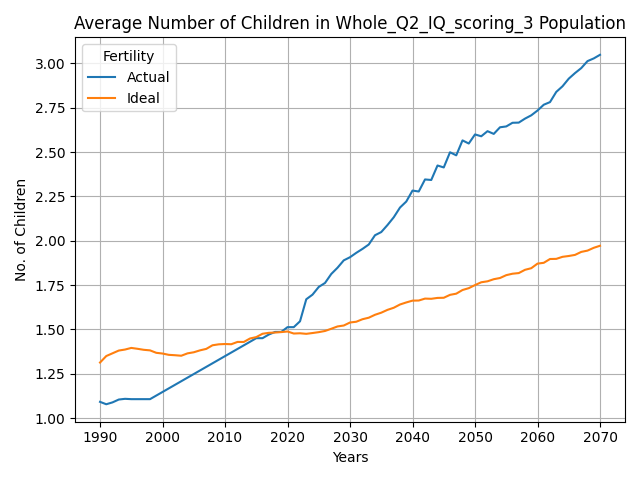 Average Number of Children in Whole_Q2_IQ_scoring_3 Population
Fertility
Actual
Ideal
3.00
2.75
2.50
2.25
2.00
1.75
1.50
1.25
1.00
No. of Children
1990 2000 2010 2020 2030 2040 2050 2060 2070
Years